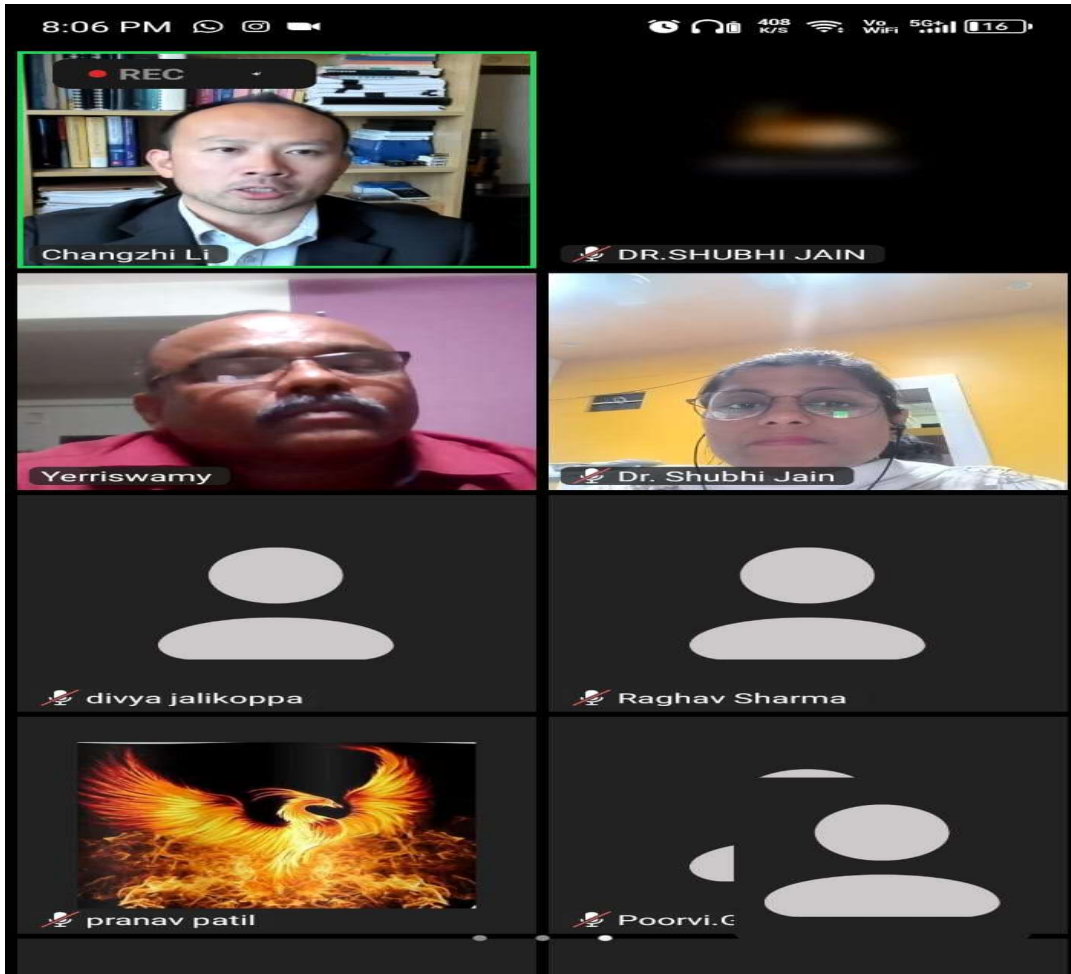 8:06 PM 408 K/S Vo WiFi 5G+ 16
REC
Changzhi Li
DR.SHUBHI JAIN
Yerriswamy
Dr. Shubhi Jain
divya jalikoppa
Raghav Sharma
pranav patil
Poorvi.G